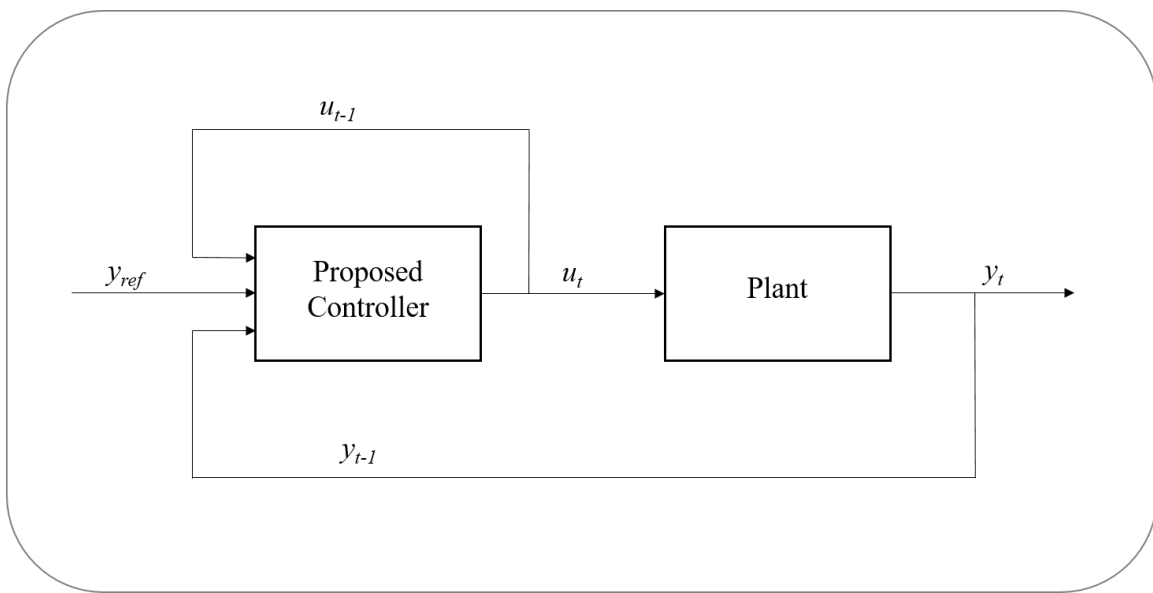 u_{t-1}
y_{ref}
Proposed
Controller
u_t
Plant
y_t
y_{t-1}